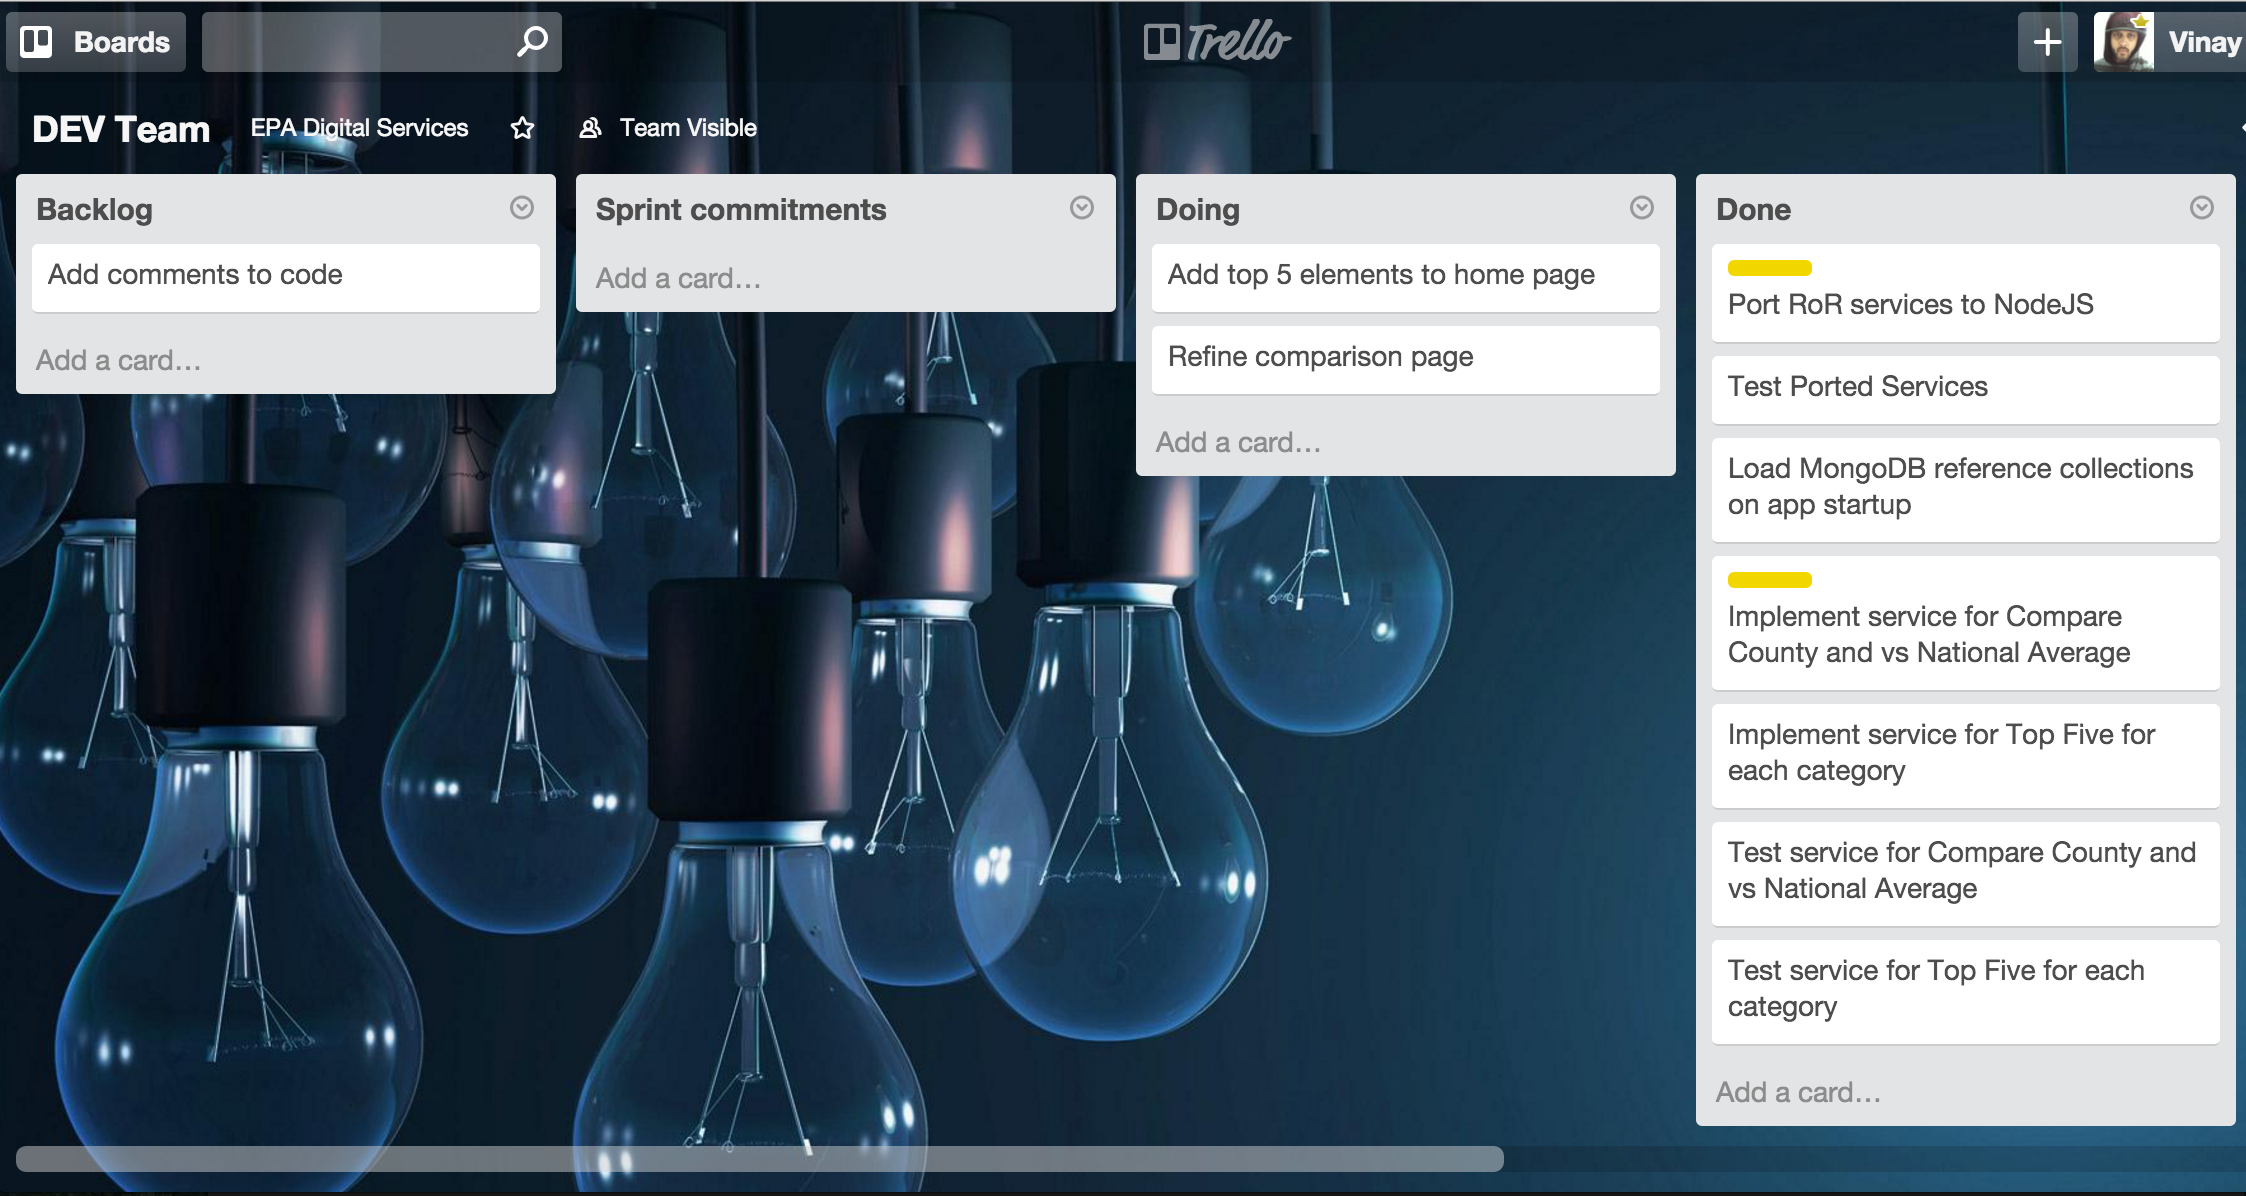 Boards
Trello
Vinay
DEV Team
EPA Digital Services
Team Visible
Backlog
Add comments to code
Add a card...
Sprint commitments
Add a card...
Doing
Add top 5 elements to home page
Refine comparison page
Add a card...
Done
Port RoR services to NodeJS
Test Ported Services
Load MongoDB reference collections
on app startup
Implement service for Compare
County and vs National Average
Implement service for Top Five for
each category
Test service for Compare County and
vs National Average
Test service for Top Five for each
category
Add a card...